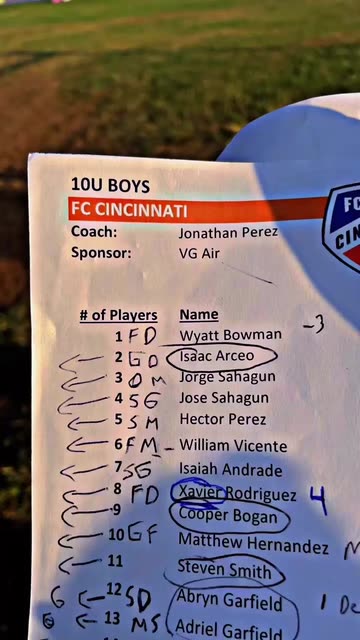 10U BOYS
FC CINCINNATI
FC
CIN
Coach: Jonathan Perez
Sponsor: VG Air
# of Players Name
1 FD Wyatt Bowman -3
2 GD Isaac Arceo
3 DM Jorge Sahagun
4 SG Jose Sahagun
5 SM Hector Perez
6 FM - William Vicente
7 SG Isaiah Andrade
8 FD Xavier Rodriguez 4
9 Cooper Bogan
10 GF Matthew Hernandez M
11 Steven Smith
G 12 SD Abryn Garfield 1
13 MS Adriel Garfield